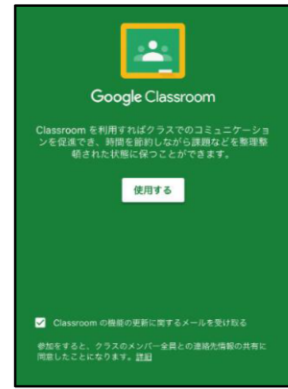 Google Classroom
Classroom を利用すればクラスでのコミュニケーショ
ンを促進でき、時間を節約しながら課題などを整理整
頓された状態に保つことができます。
使用する
Classroom の機能の更新に関するメールを受け取る
参加をすると、クラスのメンバー全員との連絡先情報の共有に
同意したことになります。詳細